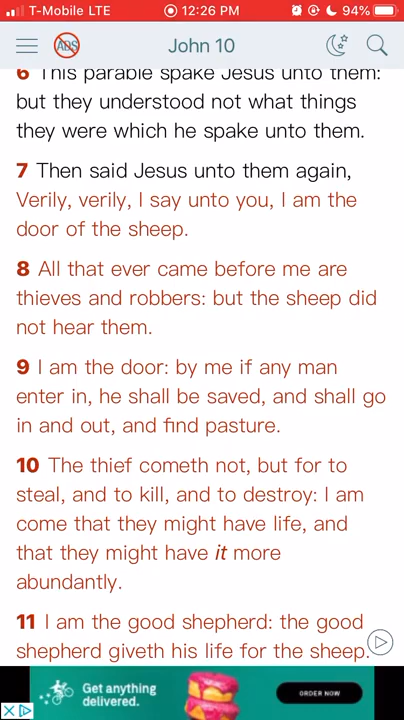 T-Mobile LTE 12:26 PM 94%
ADS John 10
6 This parable spake Jesus unto them:
but they understood not what things
they were which he spake unto them.
7 Then said Jesus unto them again,
Verily, verily, I say unto you, I am the
door of the sheep.
8 All that ever came before me are
thieves and robbers: but the sheep did
not hear them.
9 I am the door: by me if any man
enter in, he shall be saved, and shall go
in and out, and find pasture.
10 The thief cometh not, but for to
steal, and to kill, and to destroy: I am
come that they might have life, and
that they might have it more
abundantly.
11 I am the good shepherd: the good
shepherd giveth his life for the sheep.
Get anything
delivered.
ORDER NOW